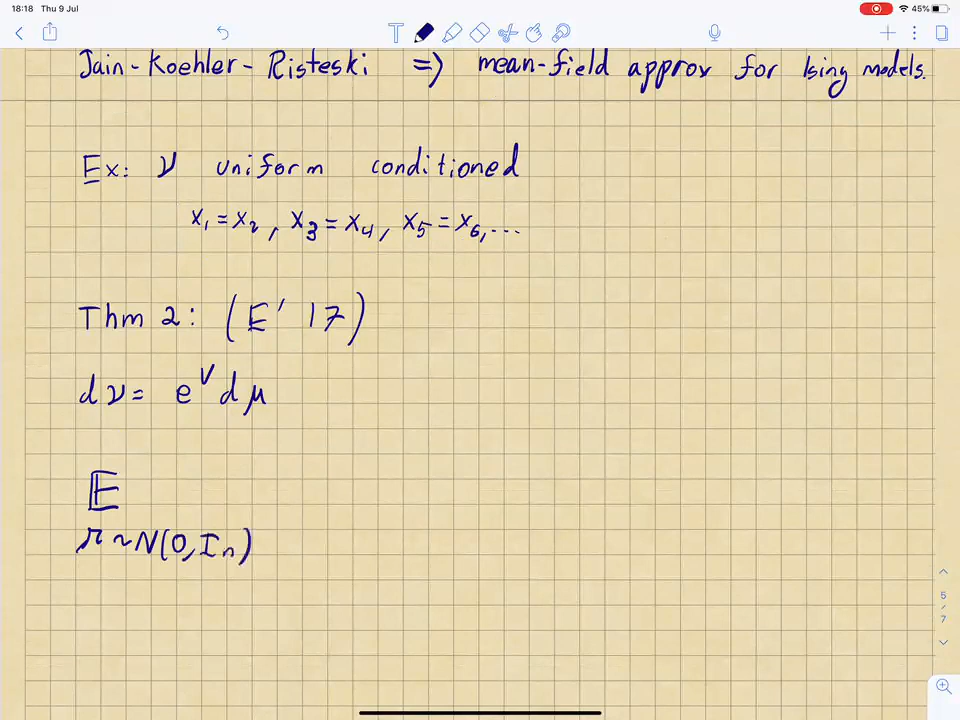 18:18 Thu 9 Jul 45%
Jain-Koehler-Risteski => mean-field approx for Ising models.
Ex: ν uniform conditioned
x₁ = x₂, x₃ = x₄, x₅ = x₆, ...
Thm 2: (E' 17)
dν = e^V dμ
𝔼
Γ ~ N(0, Iₙ)
5
/
7